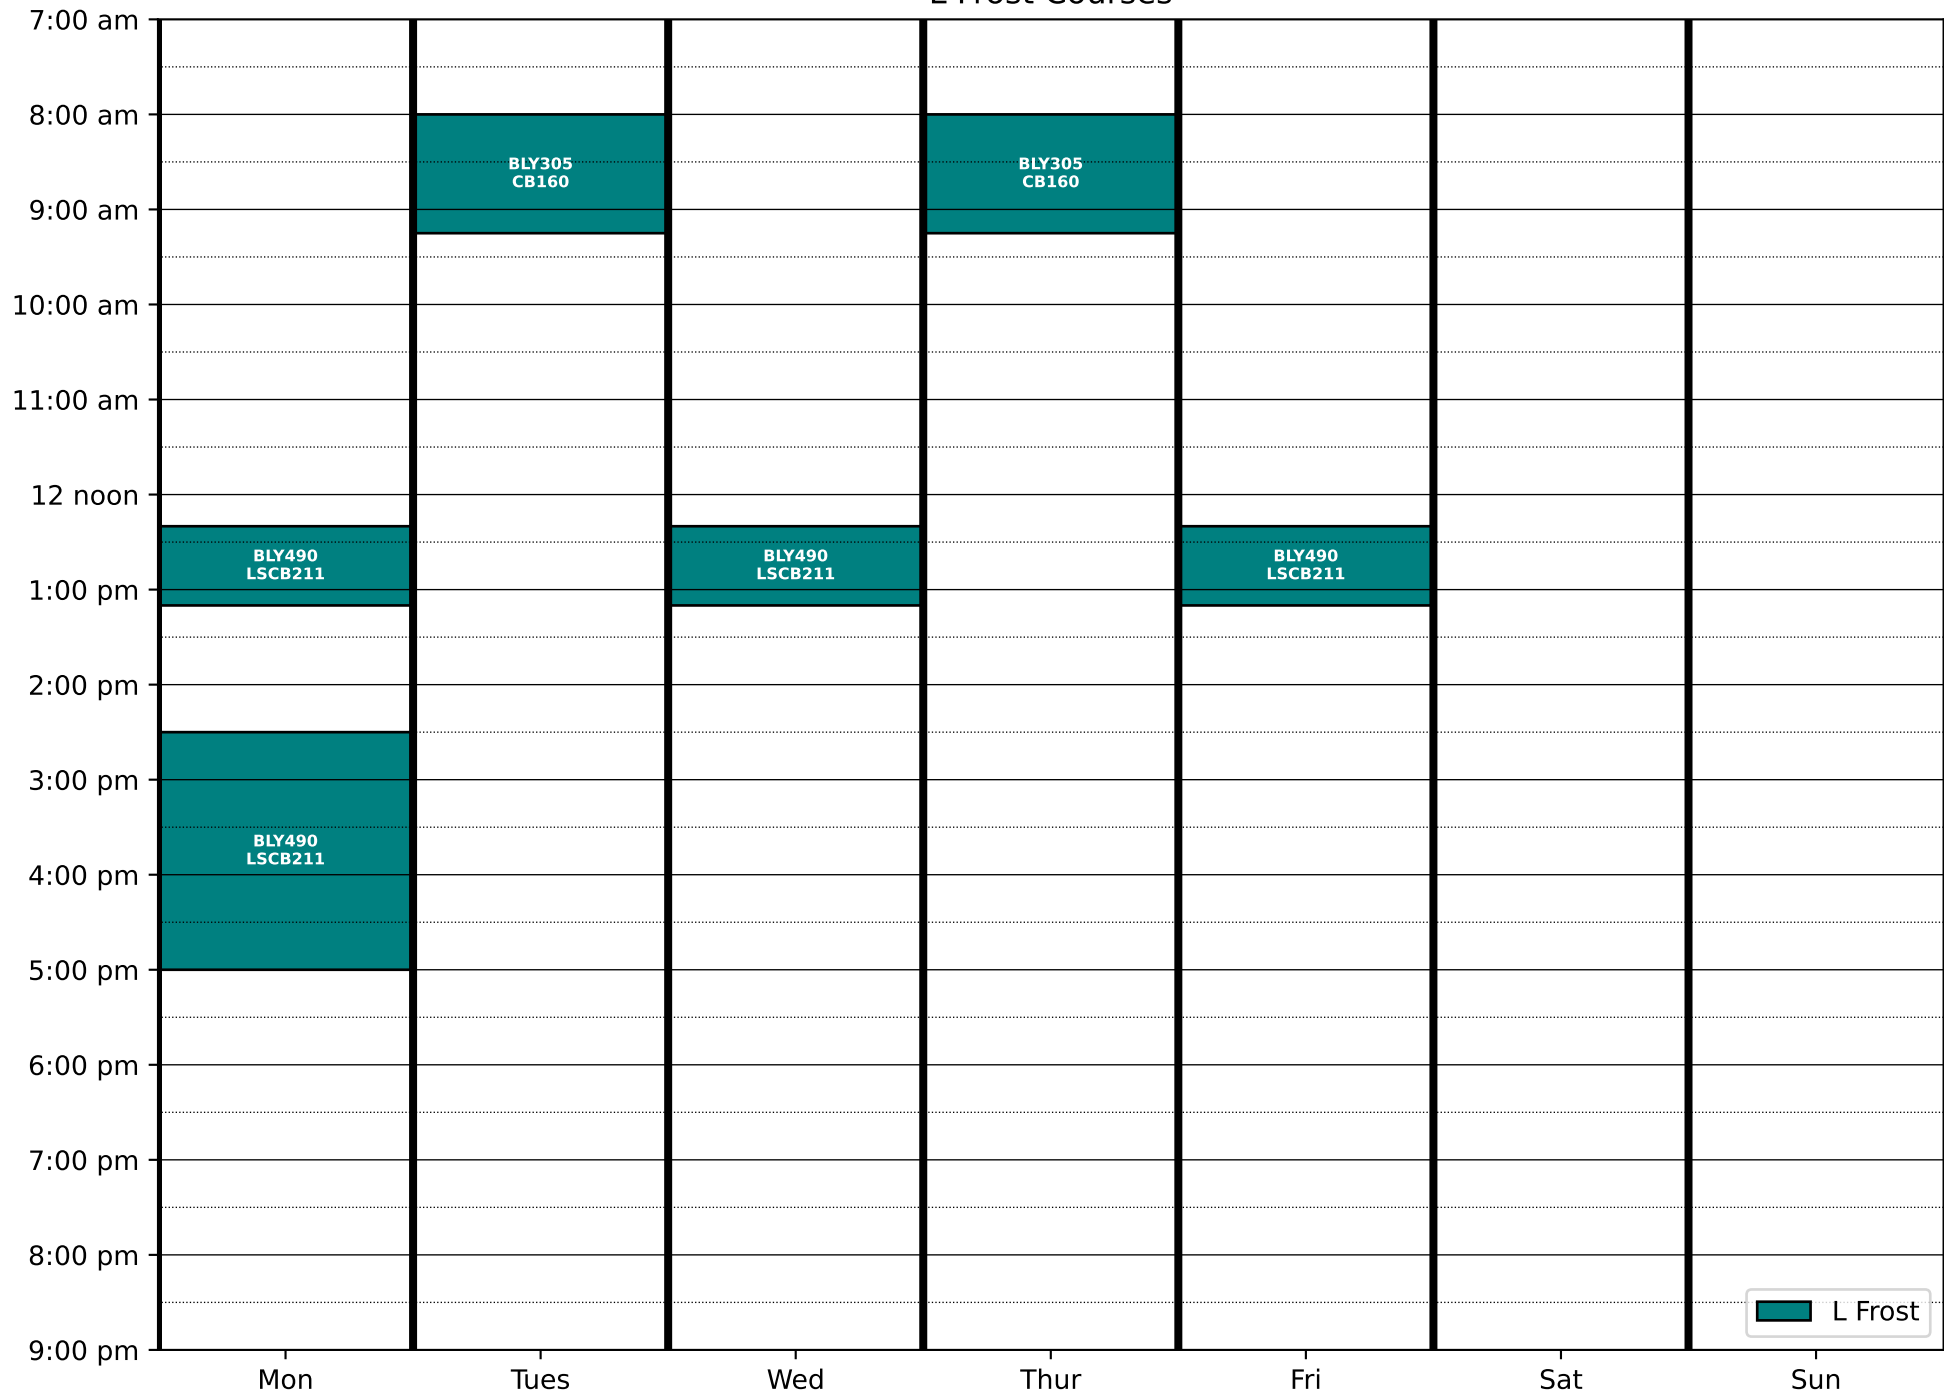 L Frost Courses
7:00 am
8:00 am
9:00 am
10:00 am
11:00 am
12 noon
1:00 pm
2:00 pm
3:00 pm
4:00 pm
5:00 pm
6:00 pm
7:00 pm
8:00 pm
9:00 pm
BLY305
CB160
BLY305
CB160
BLY490
LSCB211
BLY490
LSCB211
BLY490
LSCB211
BLY490
LSCB211
L Frost
Mon
Tues
Wed
Thur
Fri
Sat
Sun